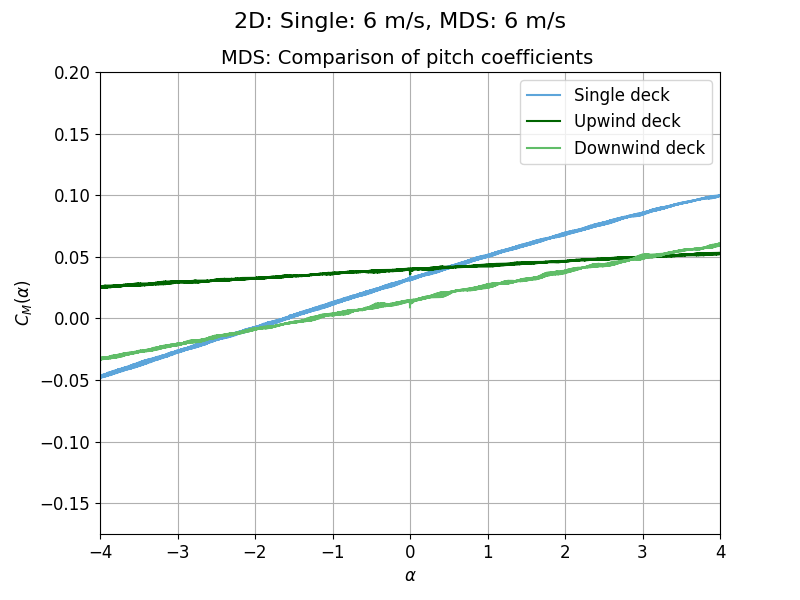 2D: Single: 6 m/s, MDS: 6 m/s
MDS: Comparison of pitch coefficients
Single deck
Upwind deck
Downwind deck
0.20
0.15
0.10
0.05
0.00
−0.05
−0.10
−0.15
C_M(α)
−4 −3 −2 −1 0 1 2 3 4
α